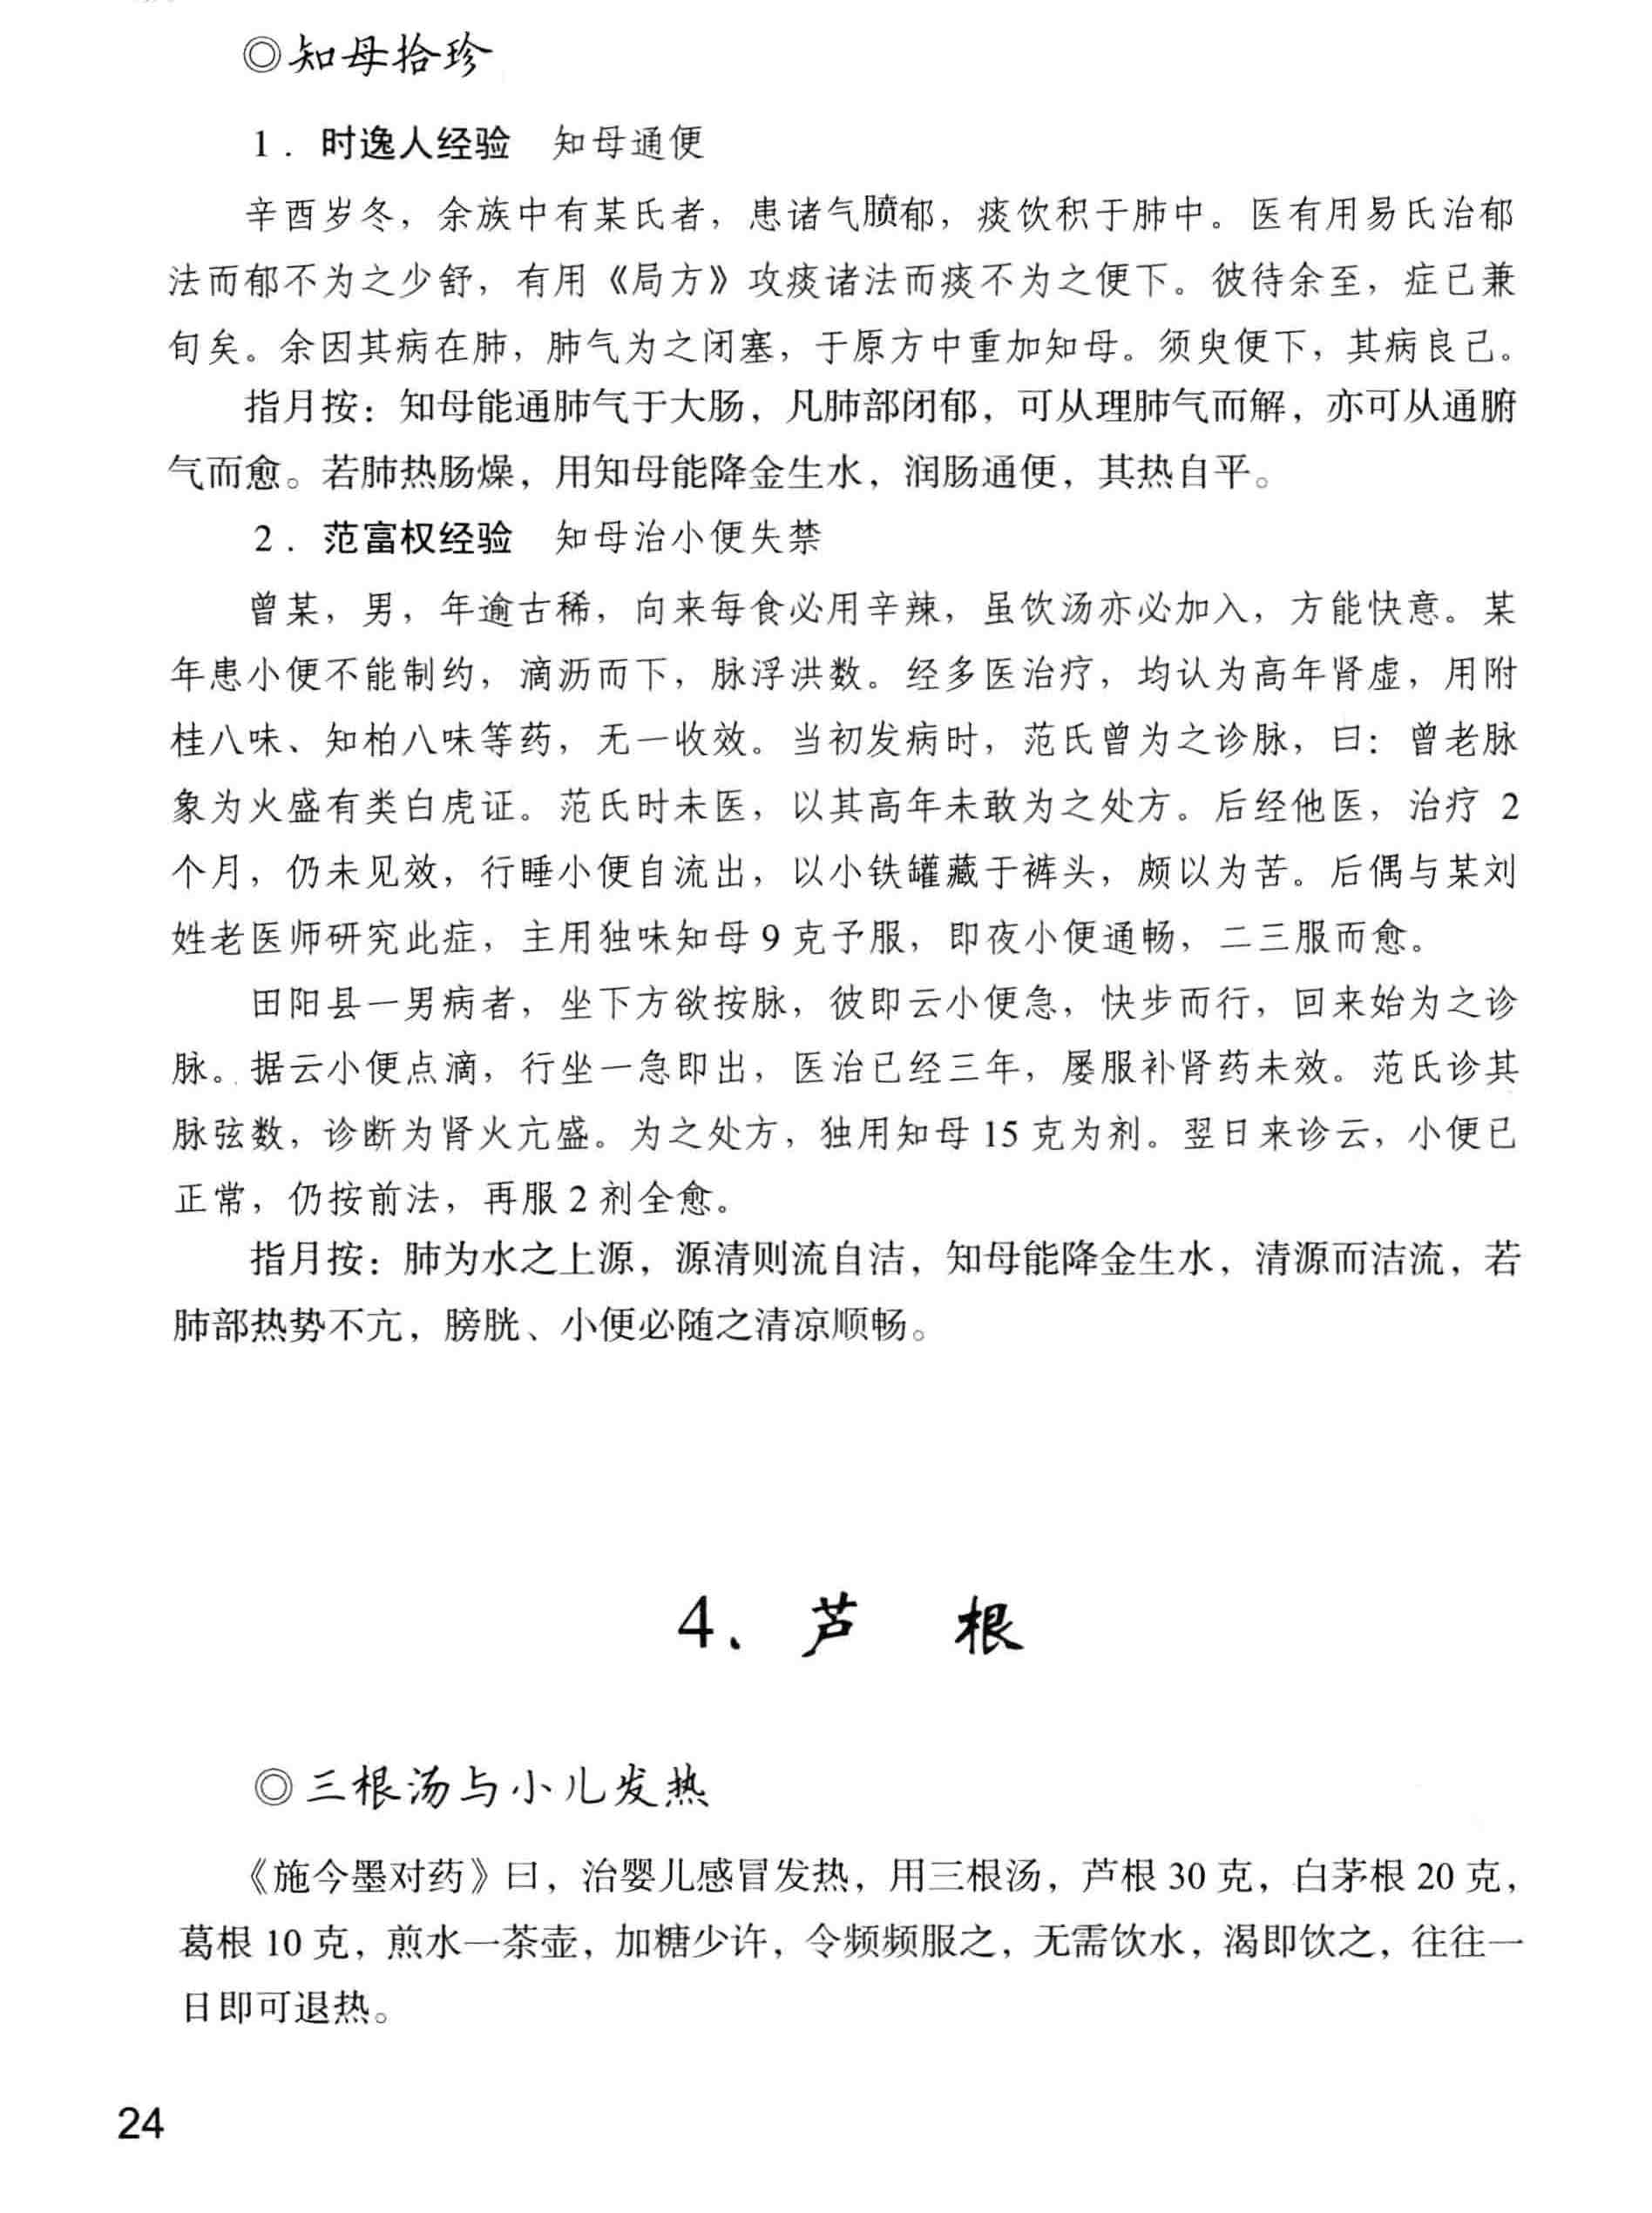 ◎知母拾珍
1．时逸人经验　知母通便
辛酉岁冬，余族中有某氏者，患诸气膹郁，痰饮积于肺中。医有用易氏治郁
法而郁不为之少舒，有用《局方》攻痰诸法而痰不为之便下。彼待余至，症已兼
旬矣。余因其病在肺，肺气为之闭塞，于原方中重加知母。须臾便下，其病良已。
指月按：知母能通肺气于大肠，凡肺部闭郁，可从理肺气而解，亦可从通腑
气而愈。若肺热肠燥，用知母能降金生水，润肠通便，其热自平。
2．范富权经验　知母治小便失禁
曾某，男，年逾古稀，向来每食必用辛辣，虽饮汤亦必加入，方能快意。某
年患小便不能制约，滴沥而下，脉浮洪数。经多医治疗，均认为高年肾虚，用附
桂八味、知柏八味等药，无一收效。当初发病时，范氏曾为之诊脉，曰：曾老脉
象为火盛有类白虎证。范氏时未医，以其高年未敢为之处方。后经他医，治疗 2
个月，仍未见效，行睡小便自流出，以小铁罐藏于裤头，颇以为苦。后偶与某刘
姓老医师研究此症，主用独味知母 9 克予服，即夜小便通畅，二三服而愈。
田阳县一男病者，坐下方欲按脉，彼即云小便急，快步而行，回来始为之诊
脉。据云小便点滴，行坐一急即出，医治已经三年，屡服补肾药未效。范氏诊其
脉弦数，诊断为肾火亢盛。为之处方，独用知母 15 克为剂。翌日来诊云，小便已
正常，仍按前法，再服 2 剂全愈。
指月按：肺为水之上源，源清则流自洁，知母能降金生水，清源而洁流，若
肺部热势不亢，膀胱、小便必随之清凉顺畅。
4、芦　根
◎三根汤与小儿发热
《施今墨对药》曰，治婴儿感冒发热，用三根汤，芦根 30 克，白茅根 20 克，
葛根 10 克，煎水一茶壶，加糖少许，令频频服之，无需饮水，渴即饮之，往往一
日即可退热。
24